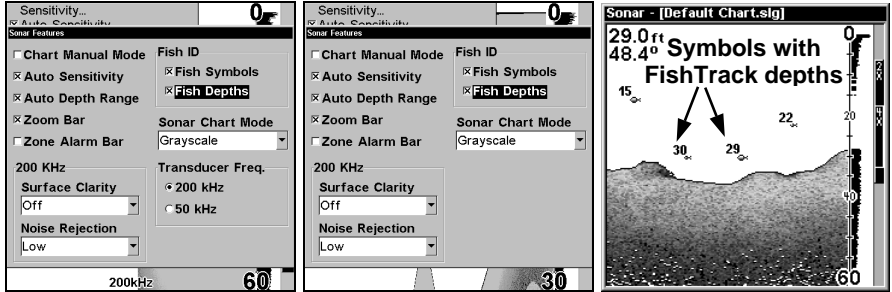 Sensitivity...
Auto Sensitivity
0
Sonar Features
Chart Manual Mode
Auto Sensitivity
Auto Depth Range
Zoom Bar
Zone Alarm Bar
Fish ID
Fish Symbols
Fish Depths
Sonar Chart Mode
Grayscale
200 KHz
Surface Clarity
Off
Noise Rejection
Low
Transducer Freq.
200 kHz
50 kHz
200kHz
60
Sensitivity...
Auto Sensitivity
0
Sonar Features
Chart Manual Mode
Auto Sensitivity
Auto Depth Range
Zoom Bar
Zone Alarm Bar
Fish ID
Fish Symbols
Fish Depths
Sonar Chart Mode
Grayscale
200 KHz
Surface Clarity
Off
Noise Rejection
Low
30
Sonar - [Default Chart.slg]
29.0 ft
48.4°
0
Symbols with
FishTrack depths
15
22
20
30
29
40
60